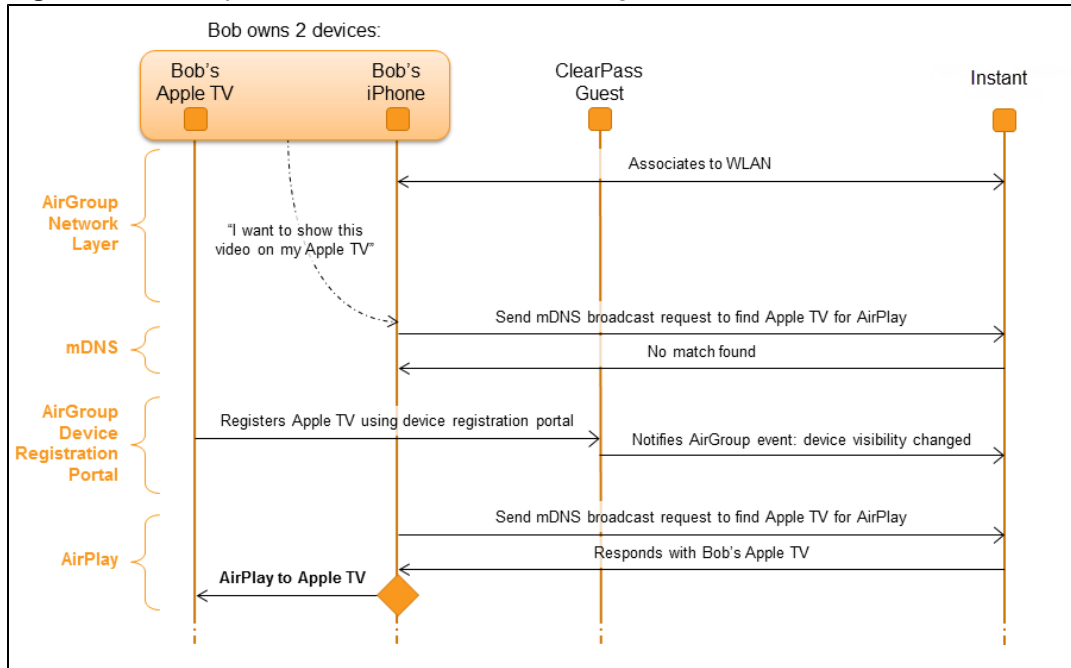 Bob owns 2 devices:
Bob's
Apple TV
Bob's
iPhone
ClearPass
Guest
Instant
Associates to WLAN
AirGroup
Network
Layer
“I want to show this
video on my Apple TV”
Send mDNS broadcast request to find Apple TV for AirPlay
mDNS
No match found
AirGroup
Device
Registration
Portal
Registers Apple TV using device registration portal
Notifies AirGroup event: device visibility changed
Send mDNS broadcast request to find Apple TV for AirPlay
AirPlay
Responds with Bob's Apple TV
AirPlay to Apple TV